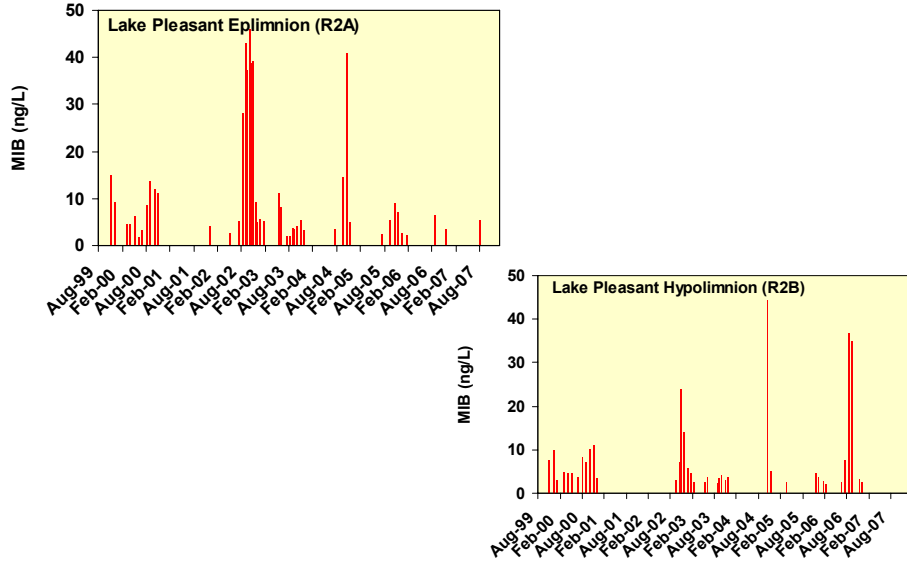 Lake Pleasant Eplimnion (R2A)
MIB (ng/L)
50
40
30
20
10
0
Aug-99
Feb-00
Aug-00
Feb-01
Aug-01
Feb-02
Aug-02
Feb-03
Aug-03
Feb-04
Aug-04
Feb-05
Aug-05
Feb-06
Aug-06
Feb-07
Aug-07
Lake Pleasant Hypolimnion (R2B)
MIB (ng/L)
50
40
30
20
10
0
Aug-99
Feb-00
Aug-00
Feb-01
Aug-01
Feb-02
Aug-02
Feb-03
Aug-03
Feb-04
Aug-04
Feb-05
Aug-05
Feb-06
Aug-06
Feb-07
Aug-07